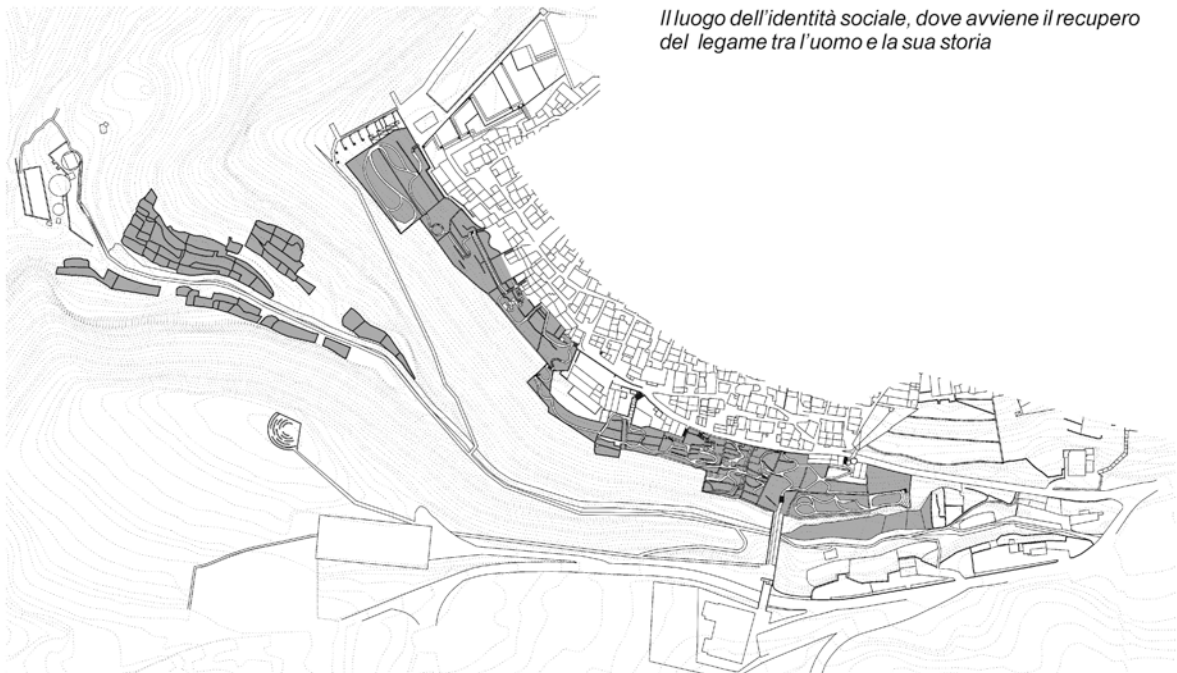 Il luogo dell'identità sociale, dove avviene il recupero
del legame tra l'uomo e la sua storia